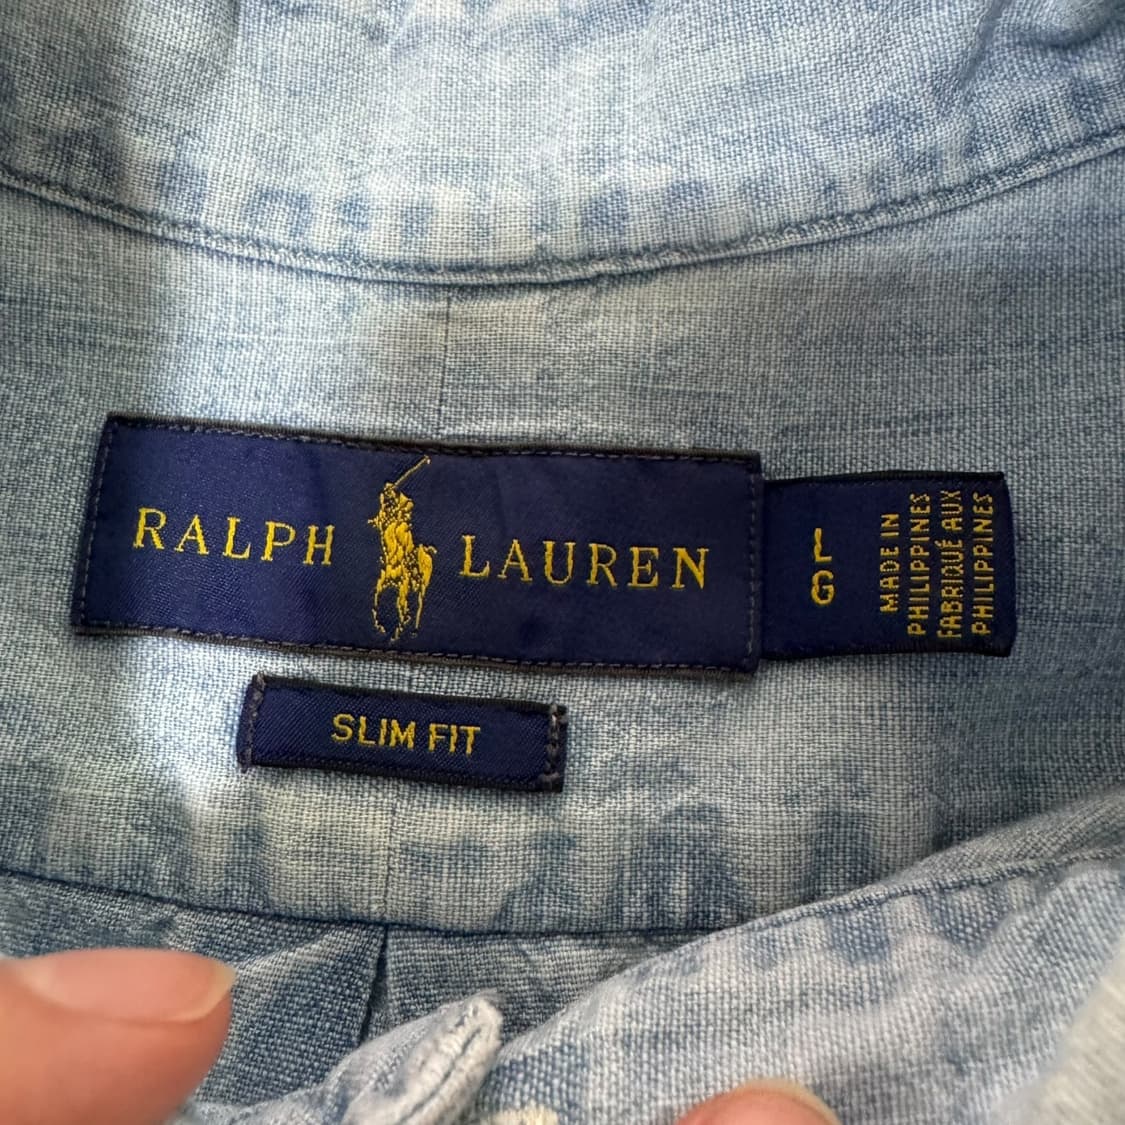 RALPH LAUREN
SLIM FIT
L
G
MADE IN
PHILIPPINES
FABRIQUÉ AUX
PHILIPPINES